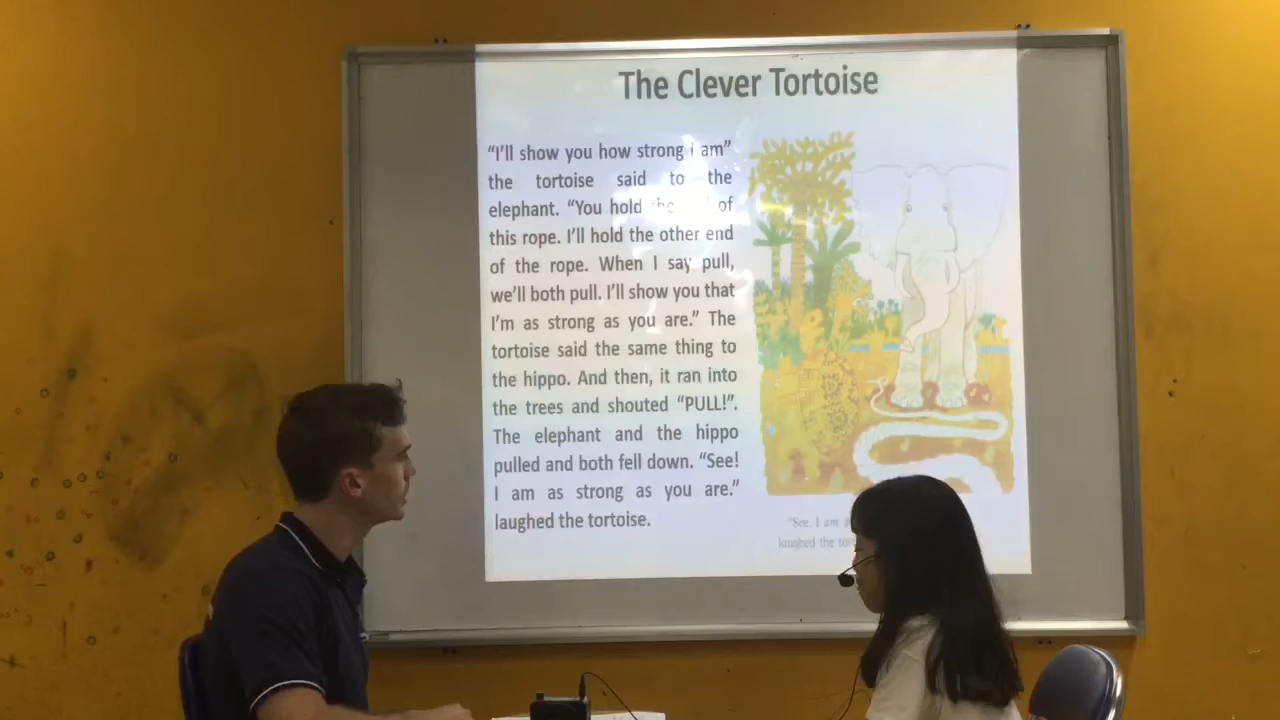 The Clever Tortoise
“I’ll show you how strong I am”
the tortoise said to the
elephant. “You hold the of
this rope. I’ll hold the other end
of the rope. When I say pull,
we’ll both pull. I’ll show you that
I’m as strong as you are.” The
tortoise said the same thing to
the hippo. And then, it ran into
the trees and shouted “PULL!”.
The elephant and the hippo
pulled and both fell down. “See!
I am as strong as you are.”
laughed the tortoise.
“See, I am
laughed the